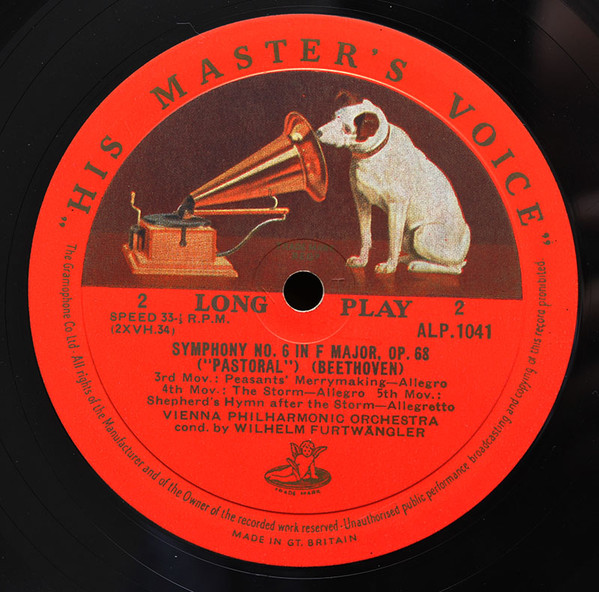 "HIS MASTER'S VOICE"
2 LONG PLAY 2
SPEED 33-⅓ R.P.M.
(2XVH.34)
ALP.1041
SYMPHONY NO. 6 IN F MAJOR, OP. 68
("PASTORAL") (BEETHOVEN)
3rd Mov.: Peasants' Merrymaking—Allegro
4th Mov.: The Storm—Allegro 5th Mov.:
Shepherd's Hymn after the Storm—Allegretto
VIENNA PHILHARMONIC ORCHESTRA
cond. by WILHELM FURTWÄNGLER
TRADE MARK
The Gramophone Co Ltd · All rights of the Manufacturer and of the Owner of the recorded work reserved · Unauthorised public performance broadcasting and copying of this record prohibited
MADE IN GT. BRITAIN